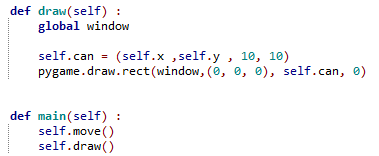 def draw(self) :
    global window
    self.can = (self.x ,self.y , 10, 10)
    pygame.draw.rect(window,(0, 0, 0), self.can, 0)
def main(self) :
    self.move()
    self.draw()